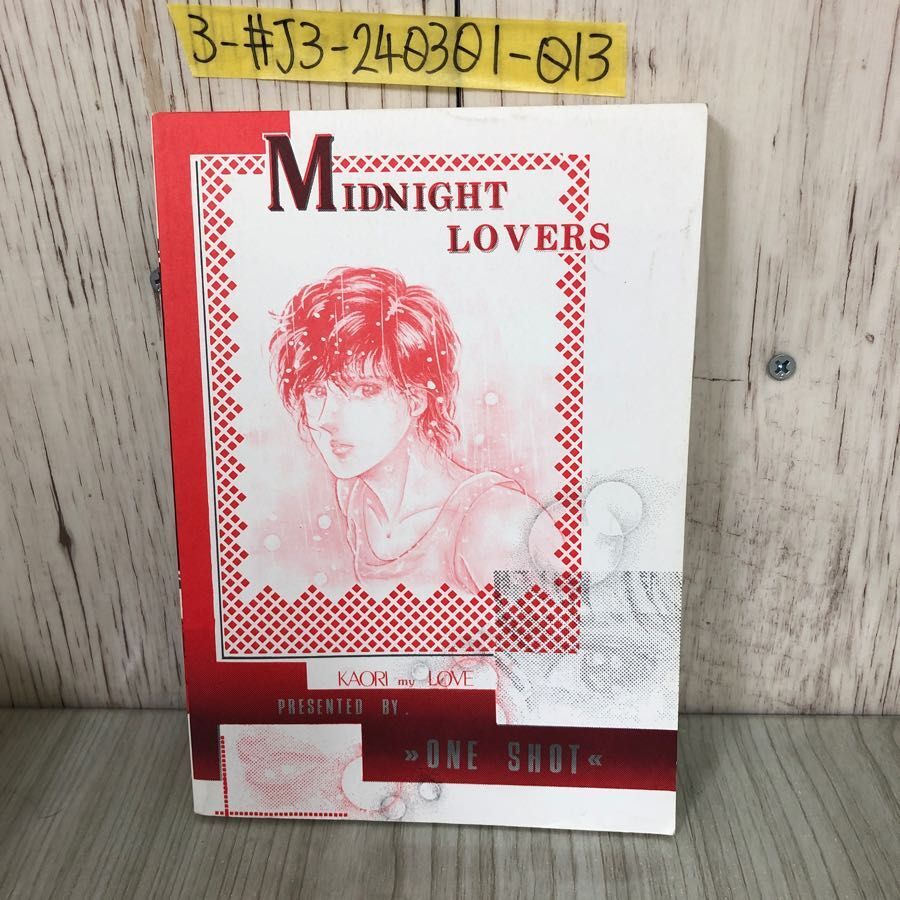 3-#J3-240301-013
MIDNIGHT
LOVERS
KAORI my LOVE
PRESENTED BY.
»ONE SHOT«